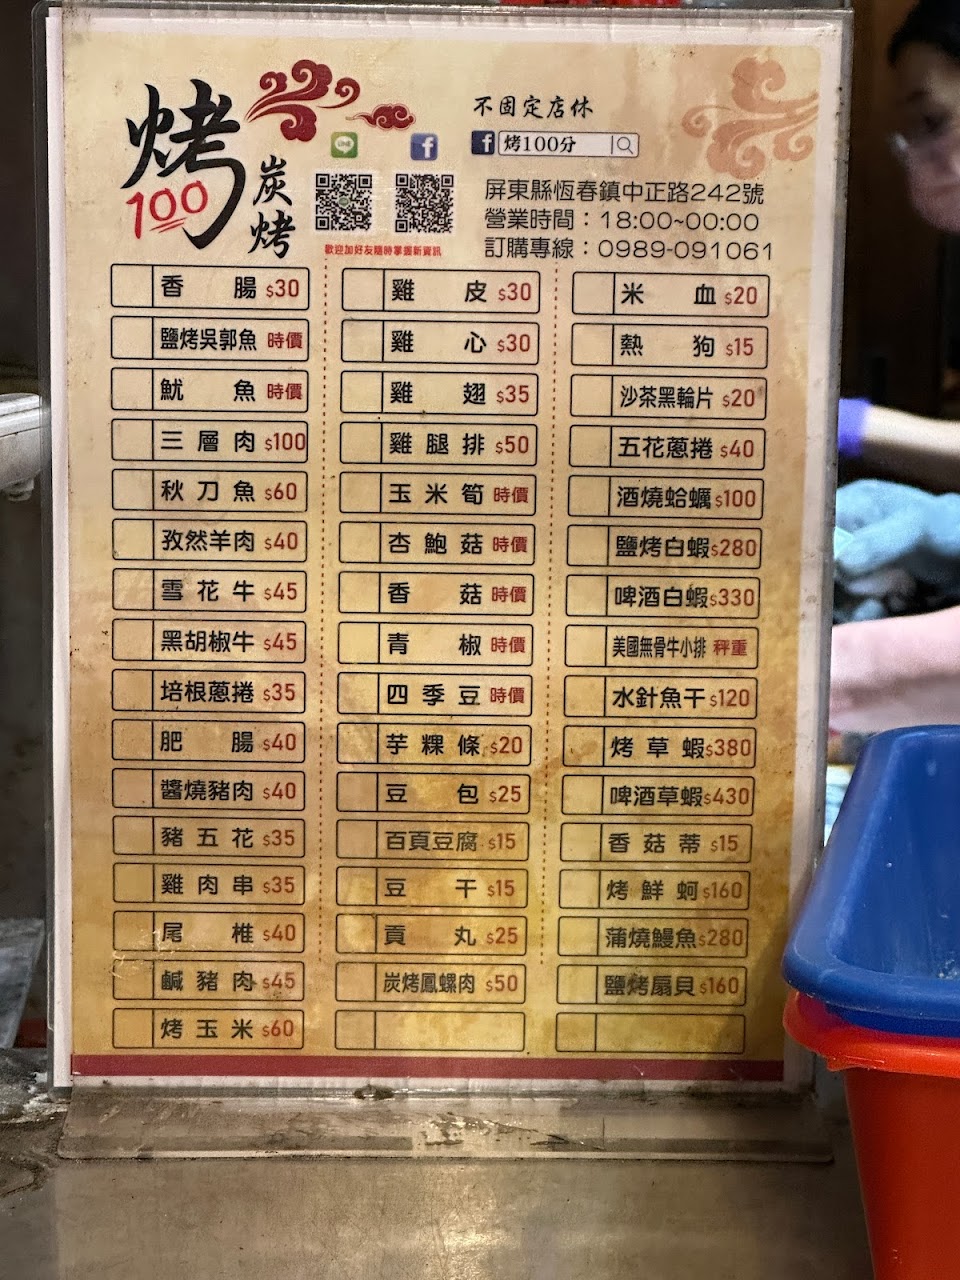 烤
100
炭烤
LINE
f
不固定店休
f 烤100分
屏東縣恆春鎮中正路242號
營業時間：18:00~00:00
訂購專線：0989-091061
歡迎加好友隨時掌握新資訊
香腸 $30
鹽烤吳郭魚 時價
魷魚 時價
三層肉 $100
秋刀魚 $60
孜然羊肉 $40
雪花牛 $45
黑胡椒牛 $45
培根蔥捲 $35
肥腸 $40
醬燒豬肉 $40
豬五花 $35
雞肉串 $35
尾椎 $40
鹹豬肉 $45
烤玉米 $60
雞皮 $30
雞心 $30
雞翅 $35
雞腿排 $50
玉米筍 時價
杏鮑菇 時價
香菇 時價
青椒 時價
四季豆 時價
芋粿條 $20
豆包 $25
百頁豆腐 $15
豆干 $15
貢丸 $25
炭烤鳳螺肉 $50
米血 $20
熱狗 $15
沙茶黑輪片 $20
五花蔥捲 $40
酒燒蛤蠣 $100
鹽烤白蝦 $280
啤酒白蝦 $330
美國無骨牛小排 秤重
水針魚干 $120
烤草蝦 $380
啤酒草蝦 $430
香菇蒂 $15
烤鮮蚵 $160
蒲燒鰻魚 $280
鹽烤扇貝 $160